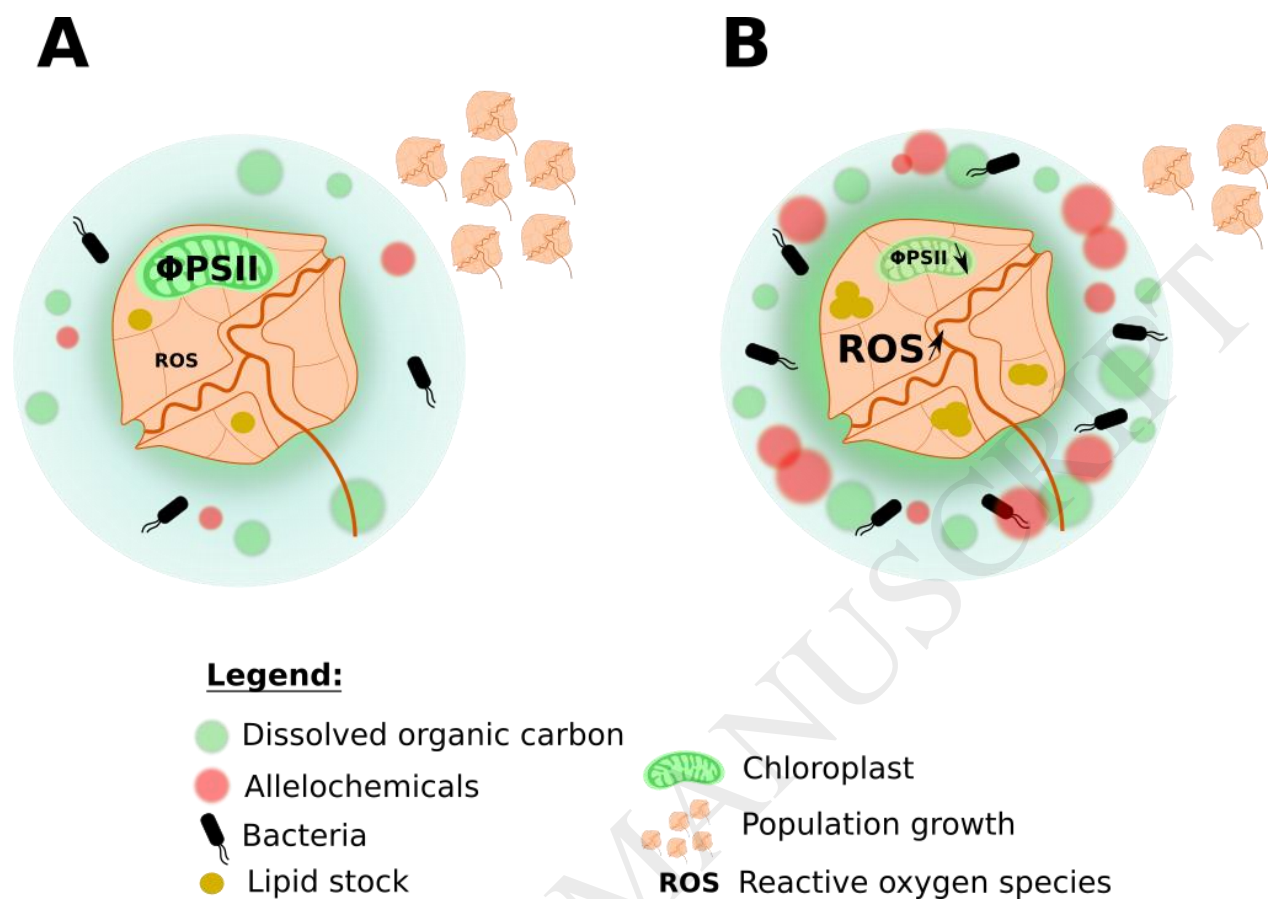 A
B
ΦPSII
ROS
ΦPSII
ROS
Legend:
Dissolved organic carbon
Allelochemicals
Bacteria
Lipid stock
Chloroplast
Population growth
ROS Reactive oxygen species
MANUSCRIPT